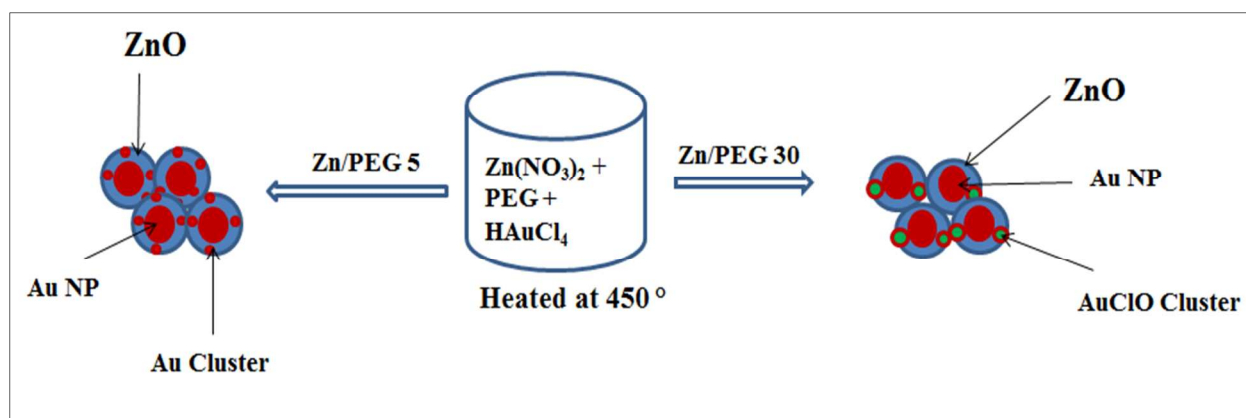 ZnO
Au NP
Au Cluster
Zn/PEG 5
Zn(NO₃)₂ +
PEG +
HAuCl₄
Heated at 450 °
Zn/PEG 30
ZnO
Au NP
AuClO Cluster